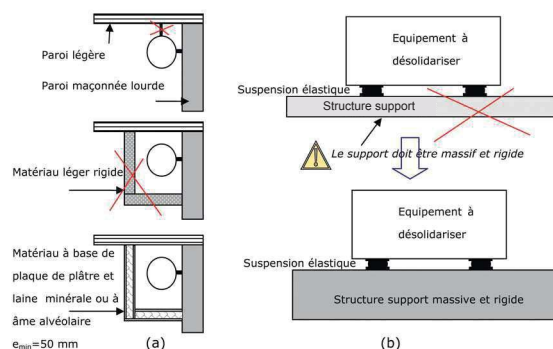 Paroi légère
Paroi maçonnée lourde
Matériau léger rigide
Matériau à base de
plaque de plâtre et
laine minérale ou à
âme alvéolaire
emin=50 mm
(a)
Equipement à
désolidariser
Suspension élastique
Structure support
Le support doit être massif et rigide
Equipement à
désolidariser
Suspension élastique
Structure support massive et rigide
(b)